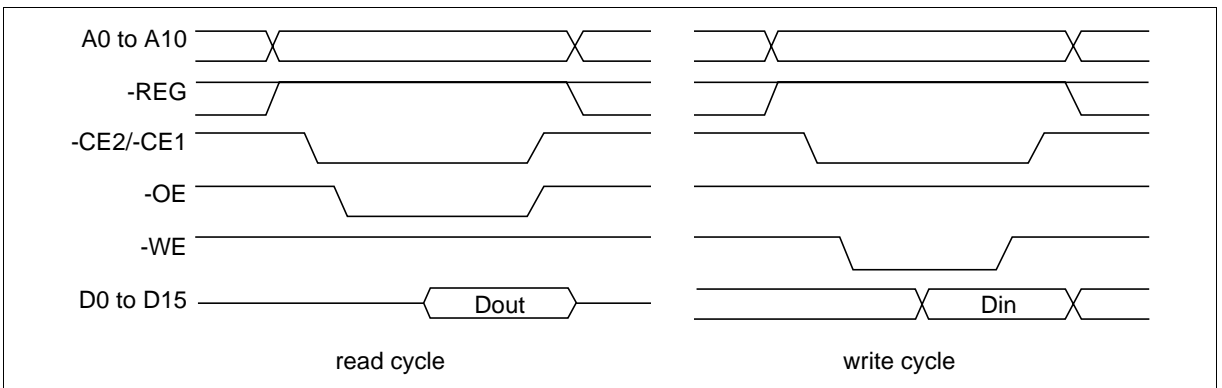 A0 to A10
-REG
-CE2/-CE1
-OE
-WE
D0 to D15 Dout Din
read cycle write cycle